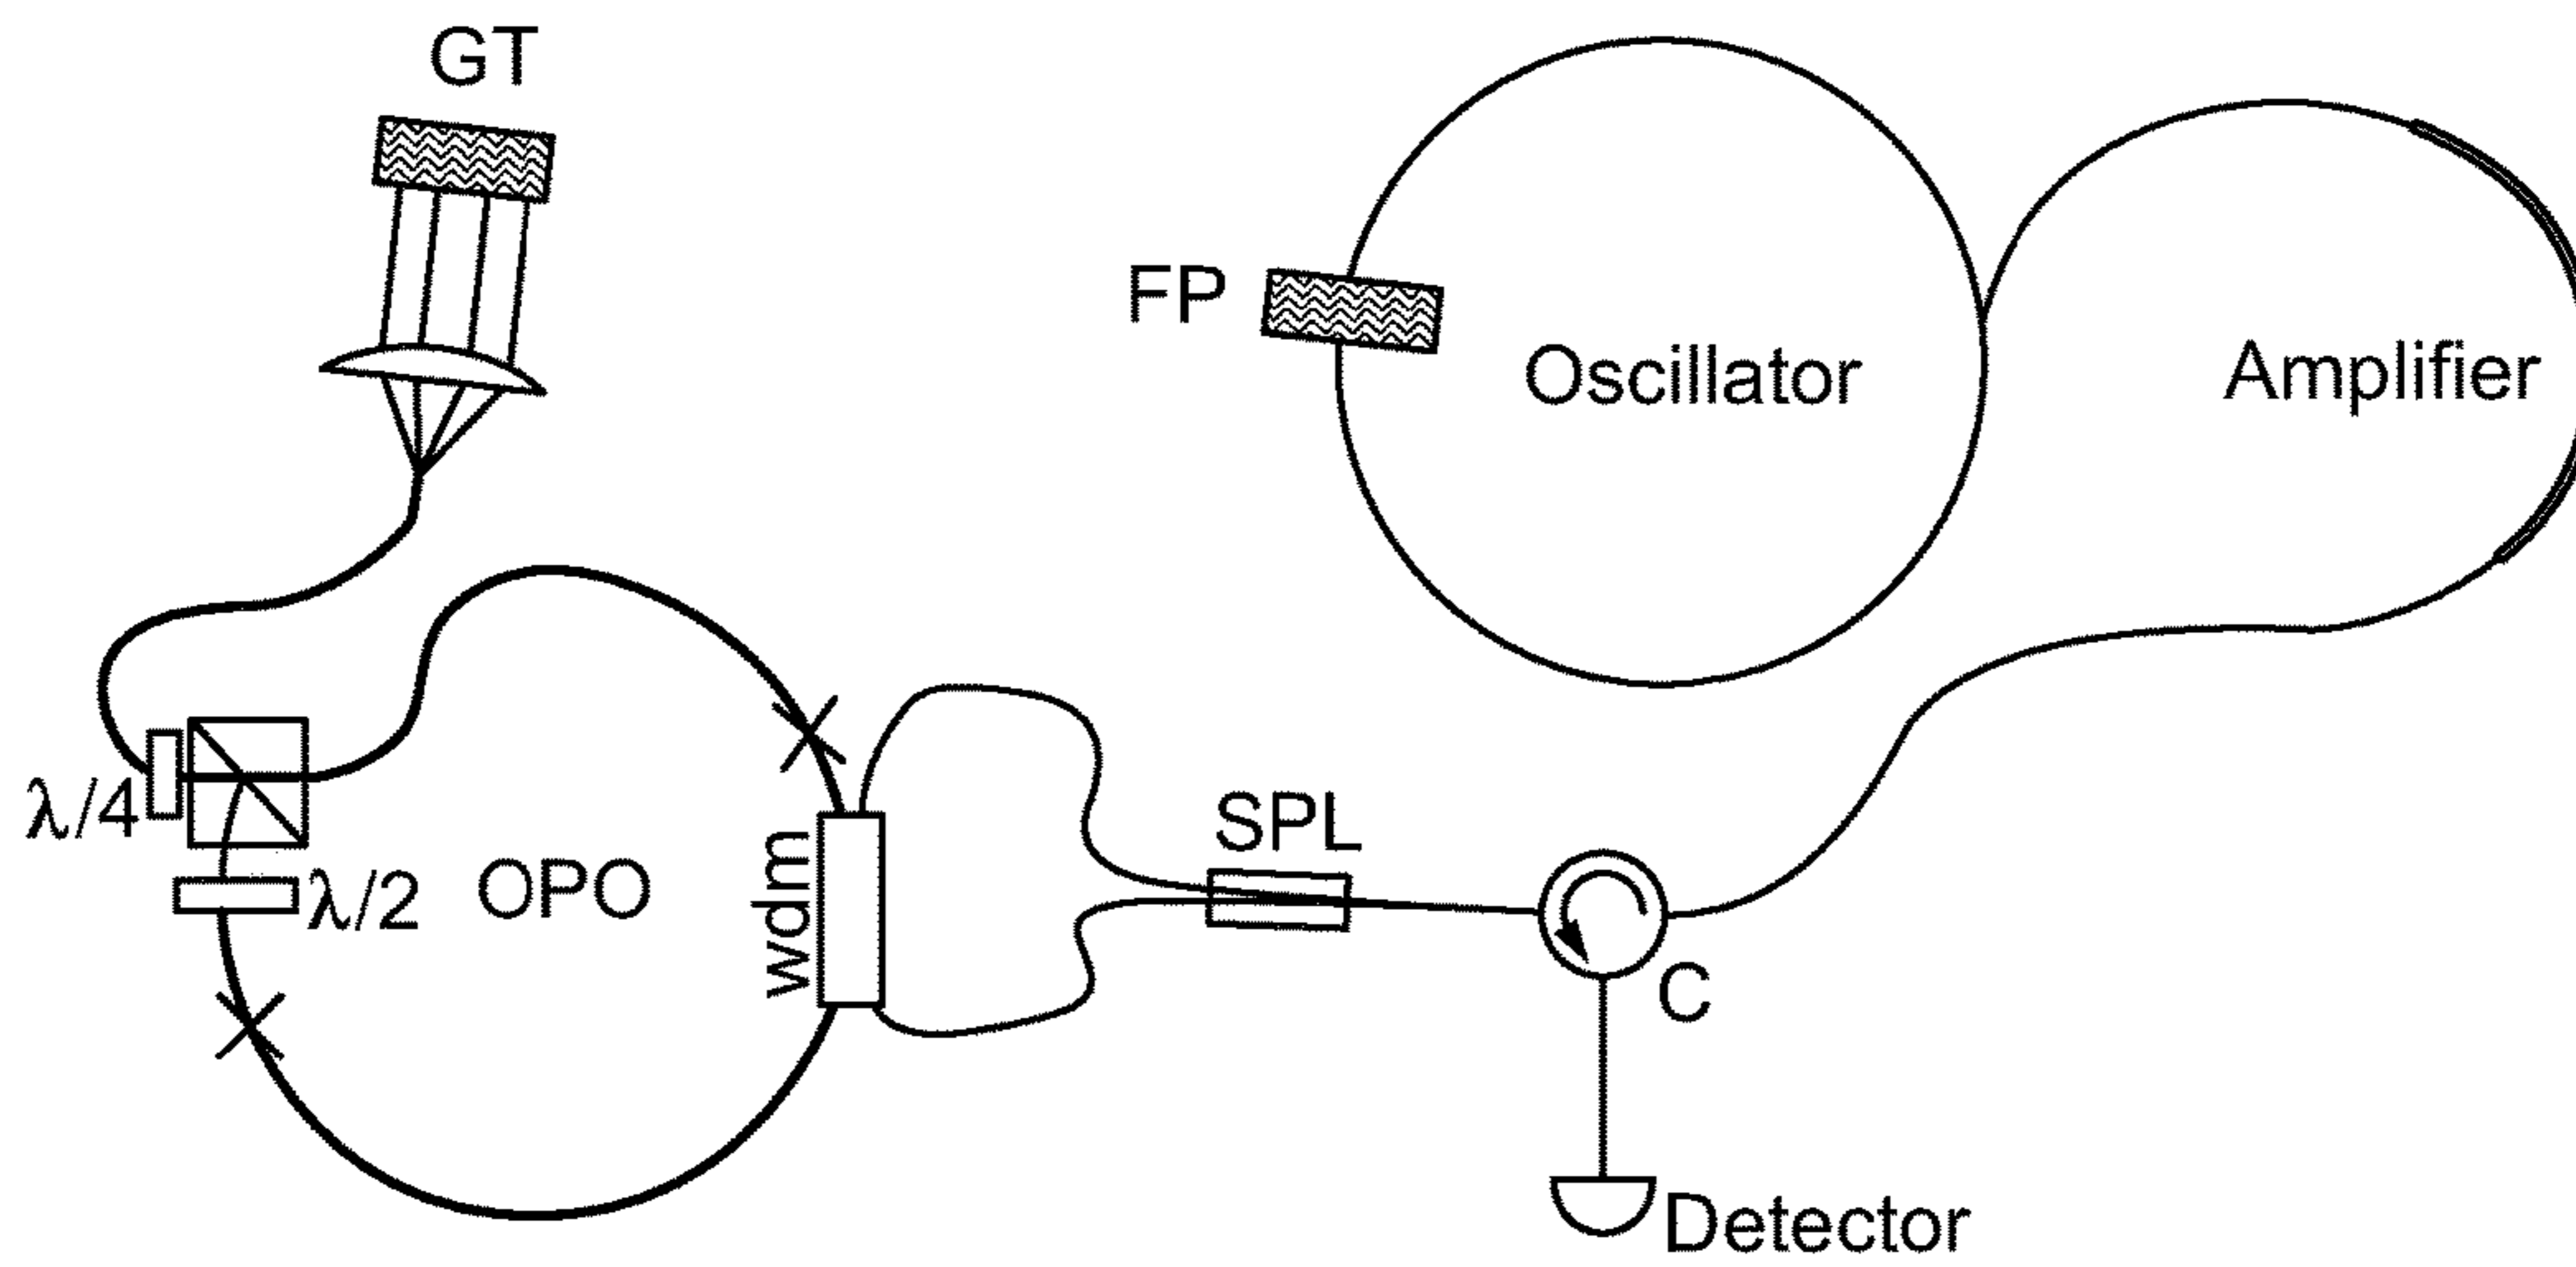 GT
FP
Oscillator
Amplifier
λ/4
λ/2
OPO
wdm
SPL
C
Detector